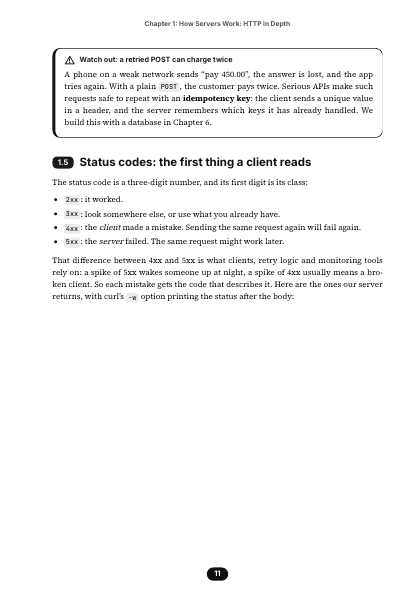 Chapter 1: How Servers Work: HTTP in Depth
Watch out: a retried POST can charge twice
A phone on a weak network sends “pay 450.00”, the answer is lost, and the app
tries again. With a plain POST, the customer pays twice. Serious APIs make such
requests safe to repeat with an idempotency key: the client sends a unique value
in a header, and the server remembers which keys it has already handled. We
build this with a database in Chapter 6.
1.5 Status codes: the first thing a client reads
The status code is a three-digit number, and its first digit is its class:
• 2xx: it worked.
• 3xx: look somewhere else, or use what you already have.
• 4xx: the client made a mistake. Sending the same request again will fail again.
• 5xx: the server failed. The same request might work later.
That difference between 4xx and 5xx is what clients, retry logic and monitoring tools
rely on: a spike of 5xx wakes someone up at night, a spike of 4xx usually means a bro-
ken client. So each mistake gets the code that describes it. Here are the ones our server
returns, with curl’s -w option printing the status after the body:
11